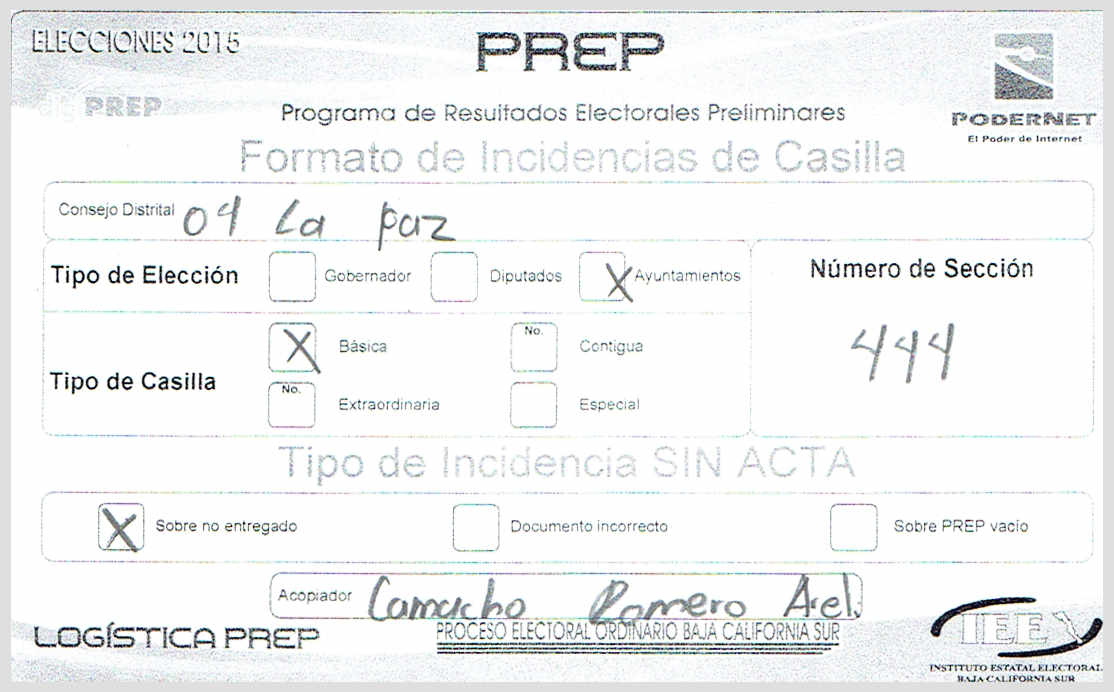 ELECCIONES 2015
PREP
PREP
Programa de Resultados Electorales Preliminares
PODERNET
El Poder de Internet
Formato de Incidencias de Casilla
Consejo Distrital 04 La paz
Tipo de Elección Gobernador Diputados X Ayuntamientos
Número de Sección
444
Tipo de Casilla
X Básica No. Contigua
No. Extraordinaria Especial
Tipo de Incidencia SIN ACTA
X Sobre no entregado Documento incorrecto Sobre PREP vacío
Acopiador Camacho Romero
LOGÍSTICA PREP
PROCESO ELECTORAL ORDINARIO BAJA CALIFORNIA SUR
IEE
INSTITUTO ESTATAL ELECTORAL
BAJA CALIFORNIA SUR